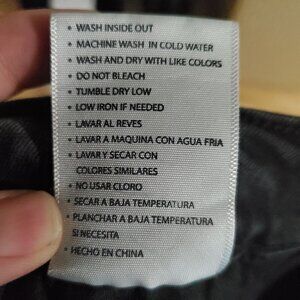 • WASH INSIDE OUT
• MACHINE WASH IN COLD WATER
• WASH AND DRY WITH LIKE COLORS
• DO NOT BLEACH
• TUMBLE DRY LOW
• LOW IRON IF NEEDED
• LAVAR AL REVES
• LAVAR A MAQUINA CON AGUA FRIA
• LAVAR Y SECAR CON
COLORES SIMILARES
• NO USAR CLORO
• SECAR A BAJA TEMPERATURA
• PLANCHAR A BAJA TEMPERATURA
SI NECESITA
• HECHO EN CHINA